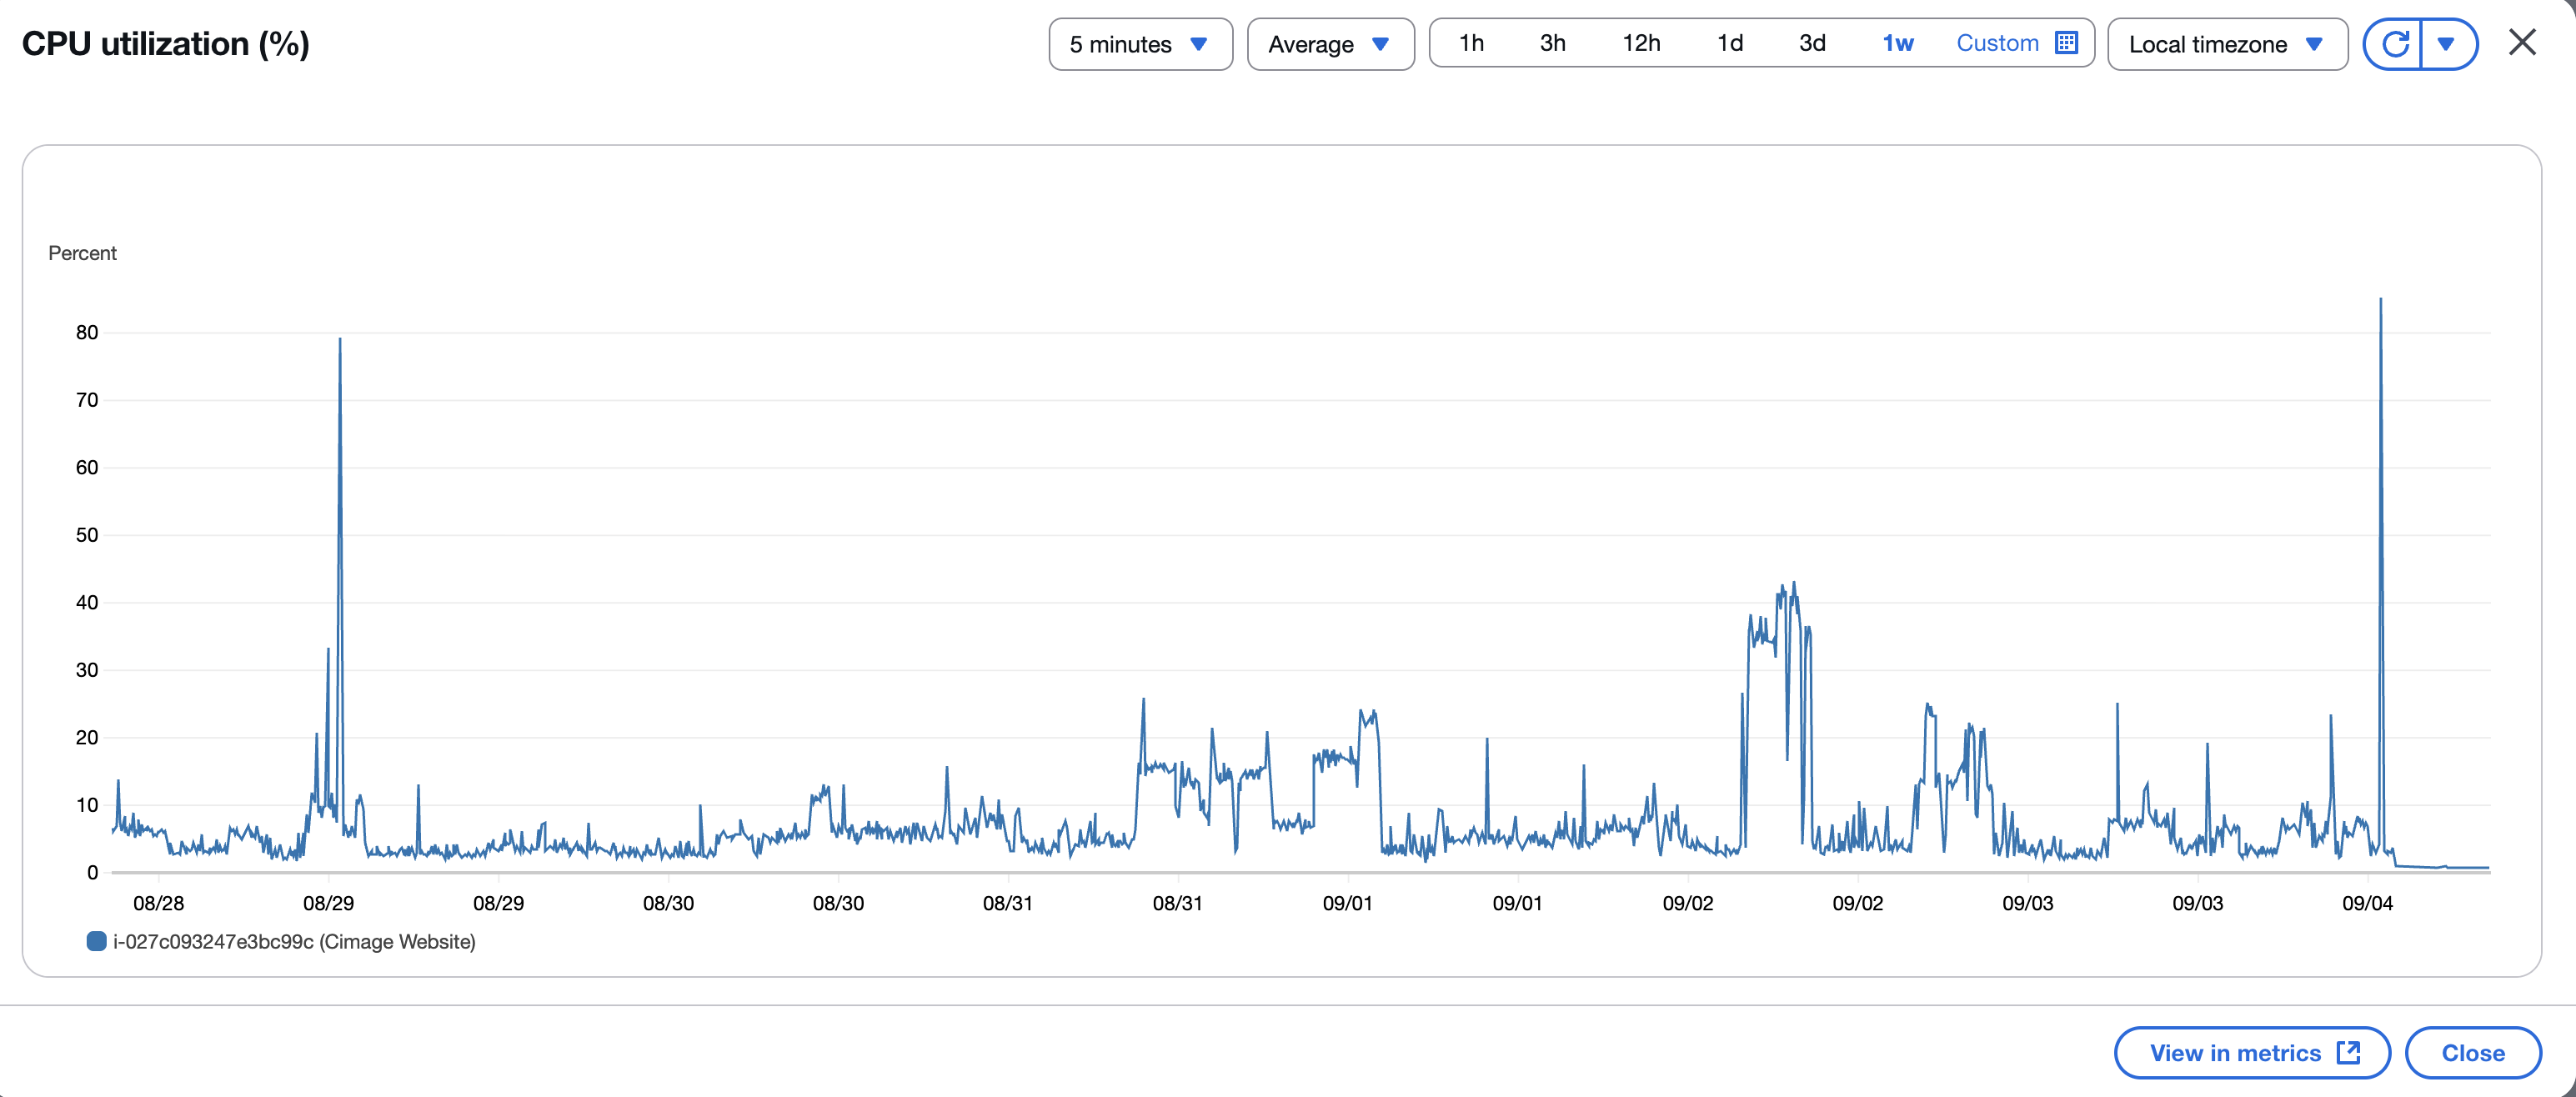 CPU utilization (%)
5 minutes
Average
1h 3h 12h 1d 3d 1w Custom
Local timezone
Percent
80
70
60
50
40
30
20
10
0
08/28 08/29 08/29 08/30 08/30 08/31 08/31 09/01 09/01 09/02 09/02 09/03 09/03 09/04
i-027c093247e3bc99c (Cimage Website)
View in metrics
Close